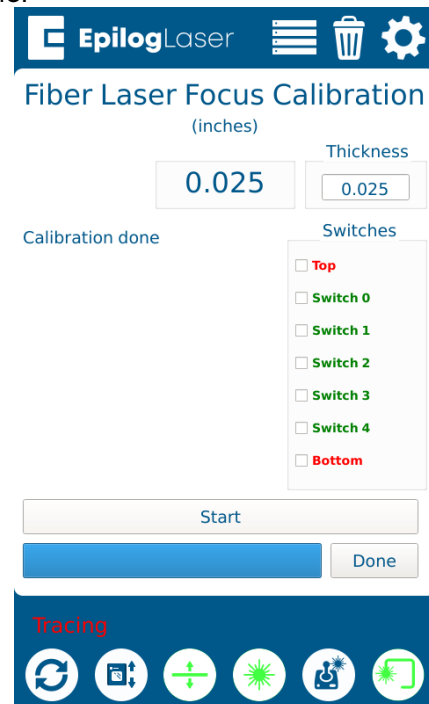 EpilogLaser
Fiber Laser Focus Calibration
(inches)
Thickness
0.025
0.025
Calibration done
Switches
Top
Switch 0
Switch 1
Switch 2
Switch 3
Switch 4
Bottom
Start
Done
Tracing